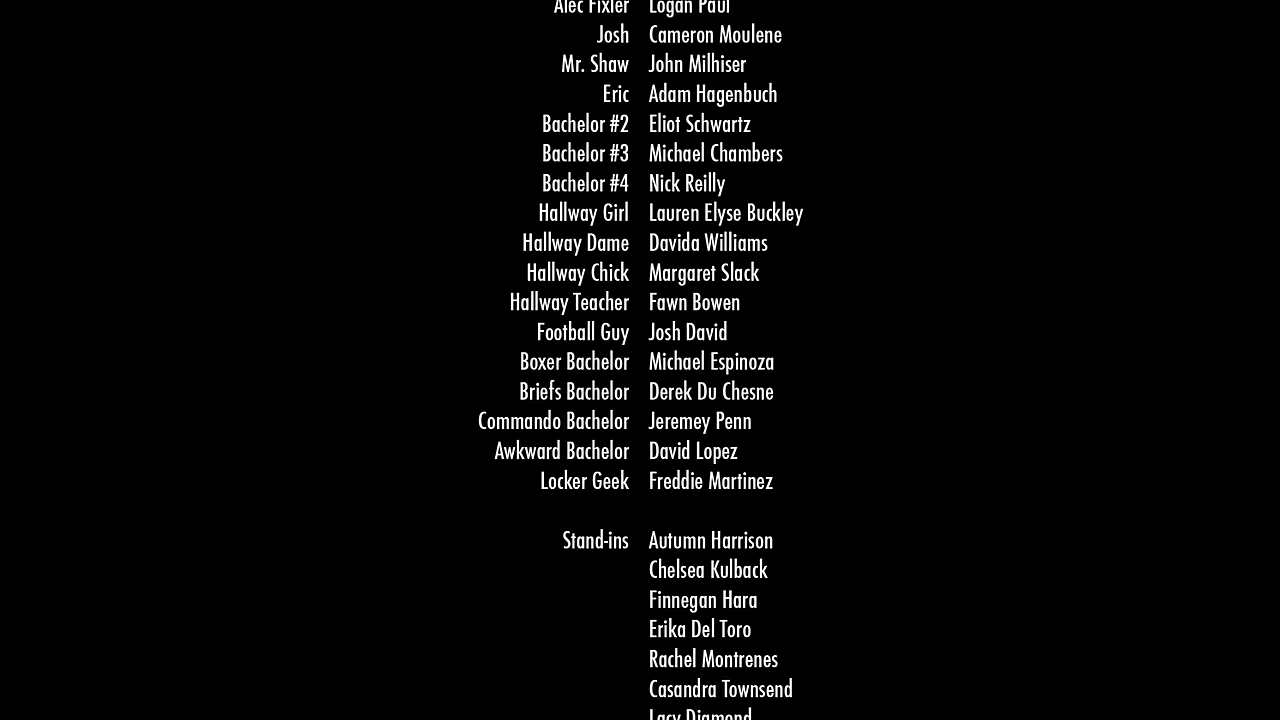 Alec Fixler Logan Paul
Josh Cameron Moulene
Mr. Shaw John Milhiser
Eric Adam Hagenbuch
Bachelor #2 Eliot Schwartz
Bachelor #3 Michael Chambers
Bachelor #4 Nick Reilly
Hallway Girl Lauren Elyse Buckley
Hallway Dame Davida Williams
Hallway Chick Margaret Slack
Hallway Teacher Fawn Bowen
Football Guy Josh David
Boxer Bachelor Michael Espinoza
Briefs Bachelor Derek Du Chesne
Commando Bachelor Jeremey Penn
Awkward Bachelor David Lopez
Locker Geek Freddie Martinez
Stand-ins Autumn Harrison
Chelsea Kulback
Finnegan Hara
Erika Del Toro
Rachel Montrenes
Casandra Townsend
Lacy Diamond